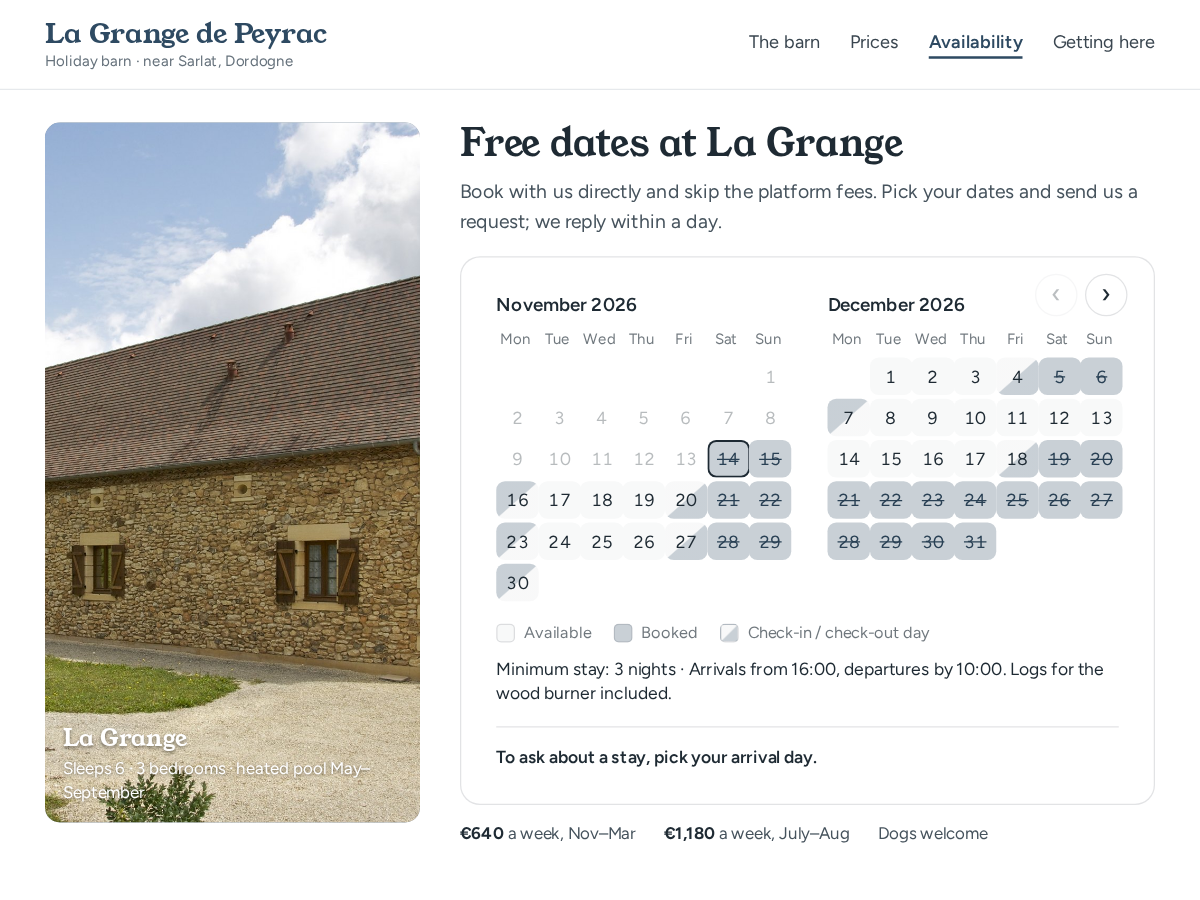 La Grange de Peyrac
Holiday barn · near Sarlat, Dordogne
The barn Prices Availability Getting here
Free dates at La Grange
Book with us directly and skip the platform fees. Pick your dates and send us a
request; we reply within a day.
November 2026
Mon Tue Wed Thu Fri Sat Sun
1
2 3 4 5 6 7 8
9 10 11 12 13 14 15
16 17 18 19 20 21 22
23 24 25 26 27 28 29
30
December 2026
‹ ›
Mon Tue Wed Thu Fri Sat Sun
1 2 3 4 5 6
7 8 9 10 11 12 13
14 15 16 17 18 19 20
21 22 23 24 25 26 27
28 29 30 31
Available Booked Check-in / check-out day
Minimum stay: 3 nights · Arrivals from 16:00, departures by 10:00. Logs for the
wood burner included.
To ask about a stay, pick your arrival day.
La Grange
Sleeps 6 · 3 bedrooms · heated pool May–
September
€640 a week, Nov–Mar €1,180 a week, July–Aug Dogs welcome